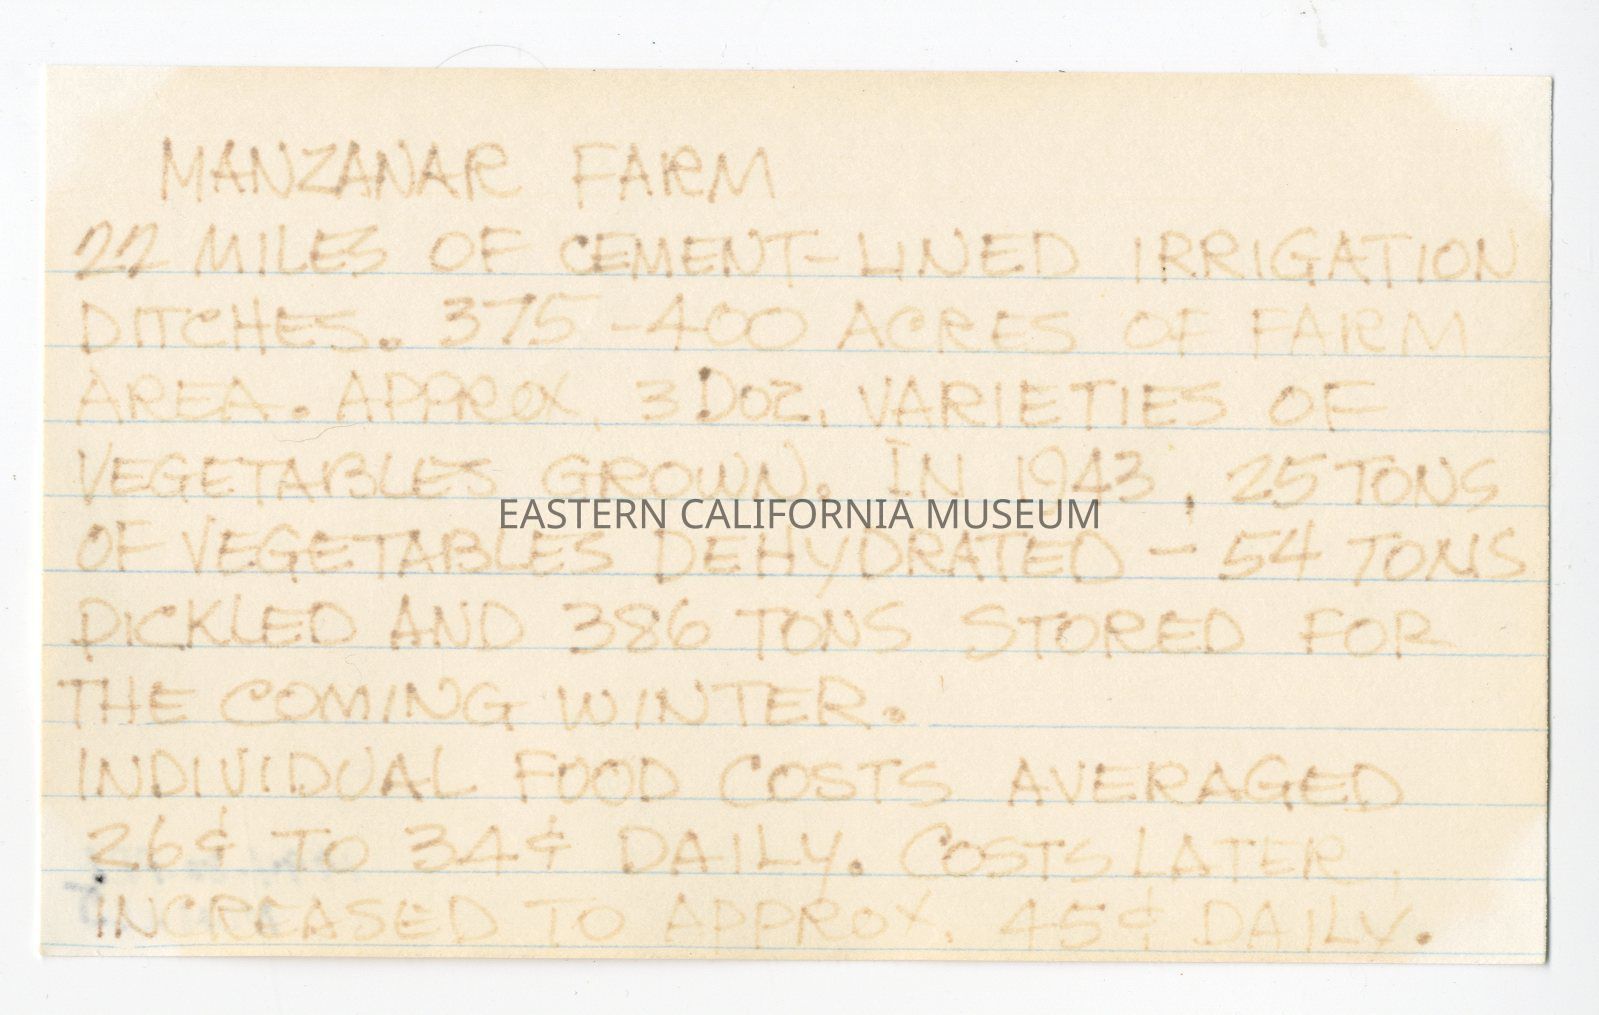 MANZANAR FARM
22 MILES OF CEMENT-LINED IRRIGATION
DITCHES. 375-400 ACRES OF FARM
AREA. APPROX. 3 DOZ. VARIETIES OF
VEGETABLES GROWN. IN 1943, 25 TONS
EASTERN CALIFORNIA MUSEUM
OF VEGETABLES DEHYDRATED - 54 TONS
PICKLED AND 386 TONS STORED FOR
THE COMING WINTER.
INDIVIDUAL FOOD COSTS AVERAGED
26¢ TO 34¢ DAILY. COSTS LATER,
INCREASED TO APPROX. 45¢ DAILY.